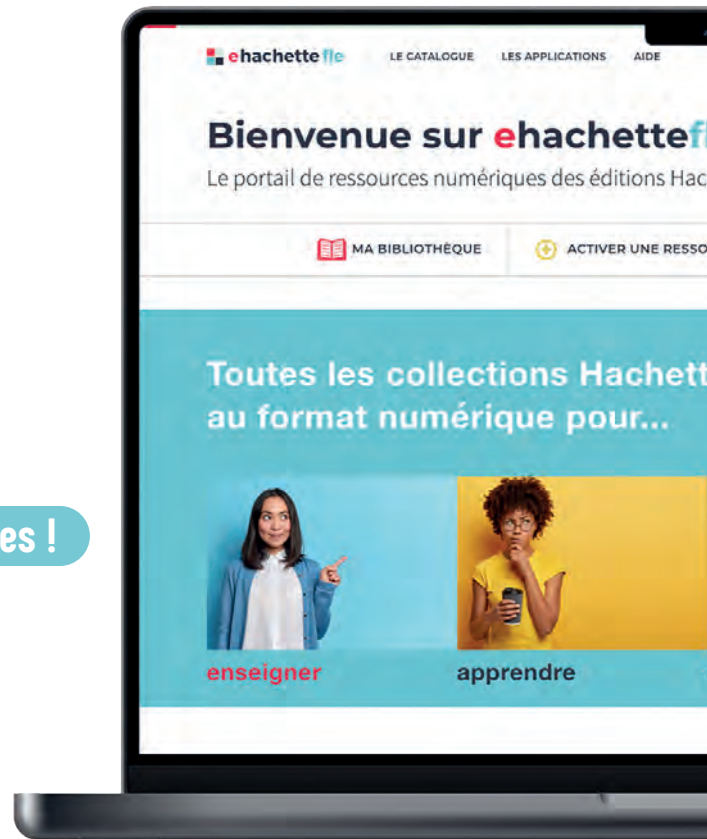 ehachette fle LE CATALOGUE LES APPLICATIONS AIDE
Bienvenue sur ehachettefl
Le portail de ressources numériques des éditions Hac
MA BIBLIOTHÈQUE ACTIVER UNE RESSO
Toutes les collections Hachett
au format numérique pour...
es !
enseigner apprendre